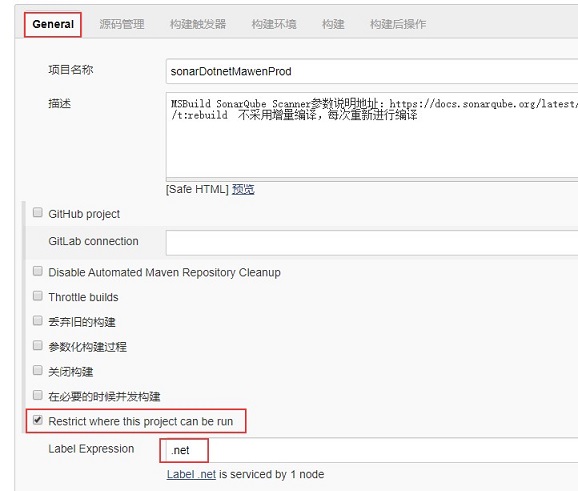 General 源码管理 构建触发器 构建环境 构建 构建后操作
项目名称 sonarDotnetMawenProd
描述 MSBuild SonarQube Scanner参数说明地址：https://docs.sonarqube.org/latest/
/t:rebuild 不采用增量编译，每次重新进行编译
[Safe HTML] 预览
GitHub project
GitLab connection
Disable Automated Maven Repository Cleanup
Throttle builds
丢弃旧的构建
参数化构建过程
关闭构建
在必要的时候并发构建
Restrict where this project can be run
Label Expression .net
Label .net is serviced by 1 node